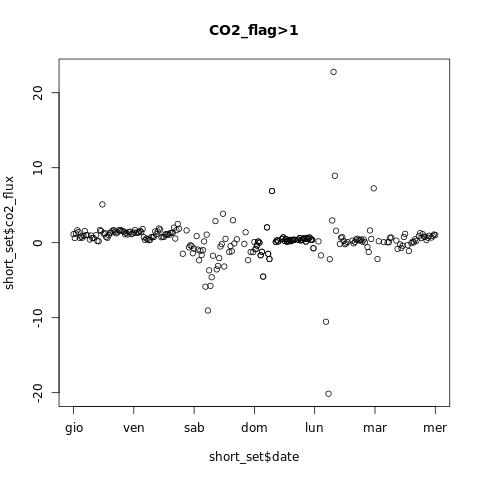 CO2_flag>1
short_set$co2_flux
20
10
0
-10
-20
gio ven sab dom lun mar mer
short_set$date